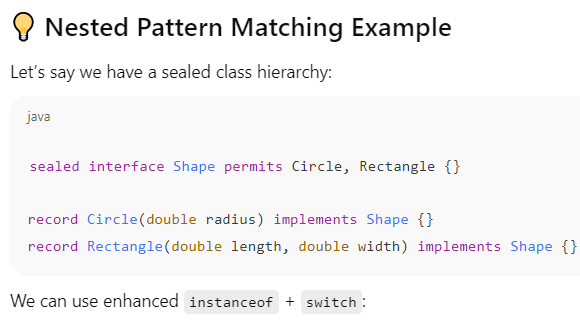 💡 Nested Pattern Matching Example
Let's say we have a sealed class hierarchy:
java
sealed interface Shape permits Circle, Rectangle {}
record Circle(double radius) implements Shape {}
record Rectangle(double length, double width) implements Shape {}
We can use enhanced instanceof + switch: